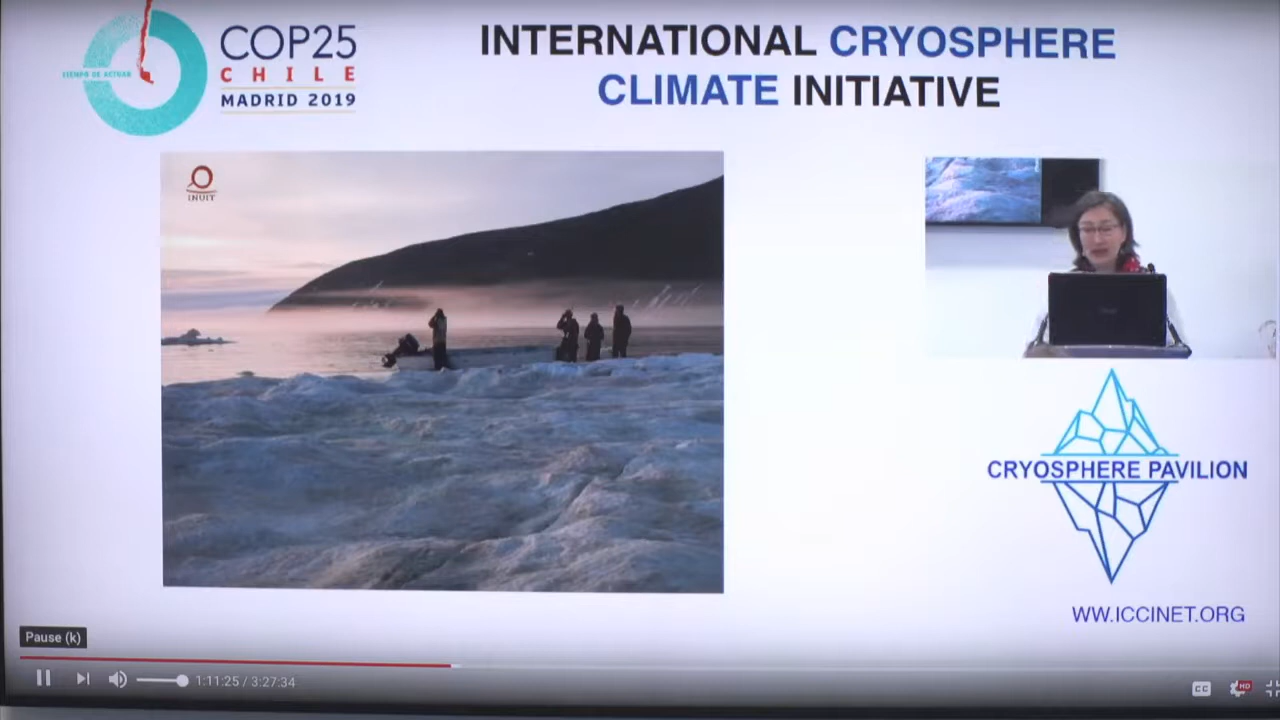 COP25
CHILE
MADRID 2019
TIEMPO DE ACTUAR
INTERNATIONAL CRYOSPHERE
CLIMATE INITIATIVE
INUIT
CRYOSPHERE PAVILION
WW.ICCINET.ORG
Pause (k)
1:11:25 / 3:27:34
CC
HD